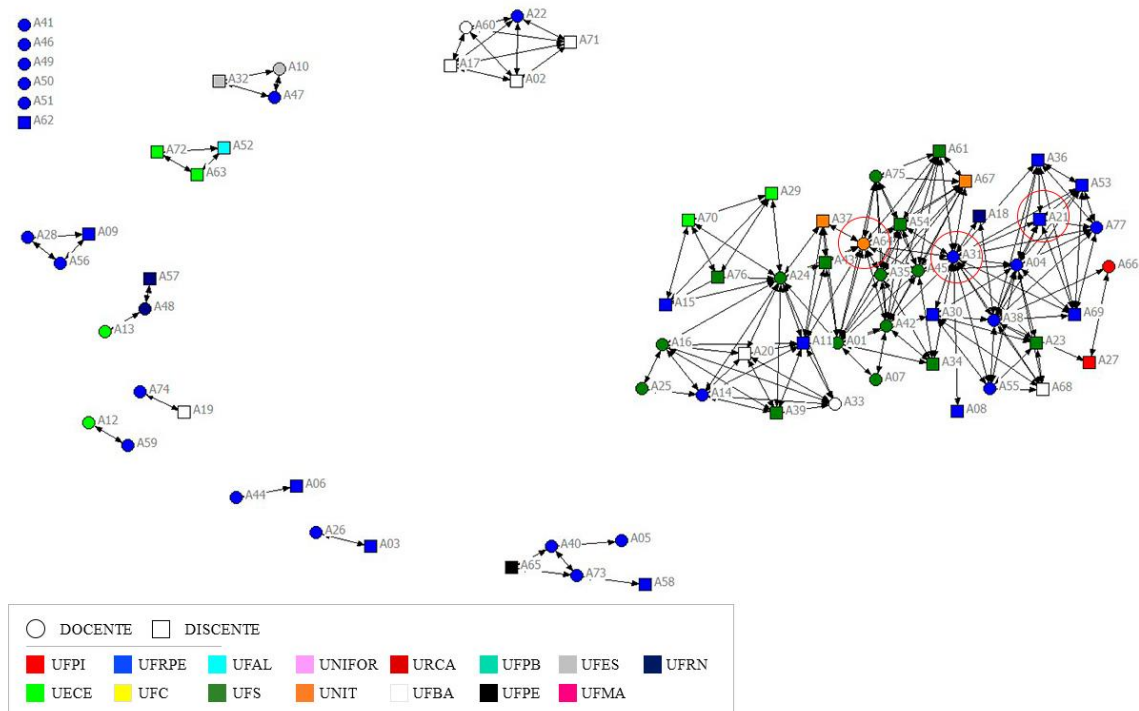 A41
A46
A49
A50
A51
A62
A60
A22
A71
A17
A02
A32
A10
A47
A72
A52
A63
A28
A09
A56
A57
A48
A13
A74
A19
A12
A59
A44
A06
A26
A03
A40
A05
A65
A73
A58
A61
A75
A67
A36
A53
A29
A70
A37
A54
A18
A21
A77
A64
A31
A43
A35
A45
A04
A66
A76
A24
A15
A42
A30
A38
A69
A16
A20
A11
A01
A34
A23
A27
A25
A14
A07
A55
A68
A39
A33
A08
DOCENTE DISCENTE
UFPI UFRPE UFAL UNIFOR URCA UFPB UFES UFRN
UECE UFC UFS UNIT UFBA UFPE UFMA